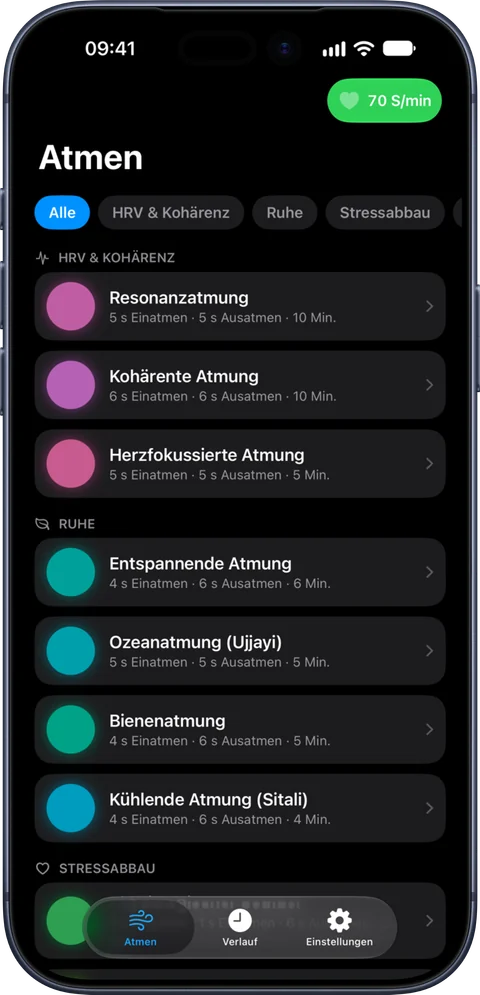 09:41
70 S/min
Atmen
Alle
HRV & Kohärenz
Ruhe
Stressabbau
HRV & KOHÄRENZ
Resonanzatmung
5 s Einatmen · 5 s Ausatmen · 10 Min.
Kohärente Atmung
6 s Einatmen · 6 s Ausatmen · 10 Min.
Herzfokussierte Atmung
5 s Einatmen · 5 s Ausatmen · 5 Min.
RUHE
Entspannende Atmung
4 s Einatmen · 6 s Ausatmen · 6 Min.
Ozeanatmung (Ujjayi)
5 s Einatmen · 5 s Ausatmen · 5 Min.
Bienenatmung
4 s Einatmen · 6 s Ausatmen · 5 Min.
Kühlende Atmung (Sitali)
4 s Einatmen · 6 s Ausatmen · 4 Min.
STRESSABBAU
Atmen
Verlauf
Einstellungen